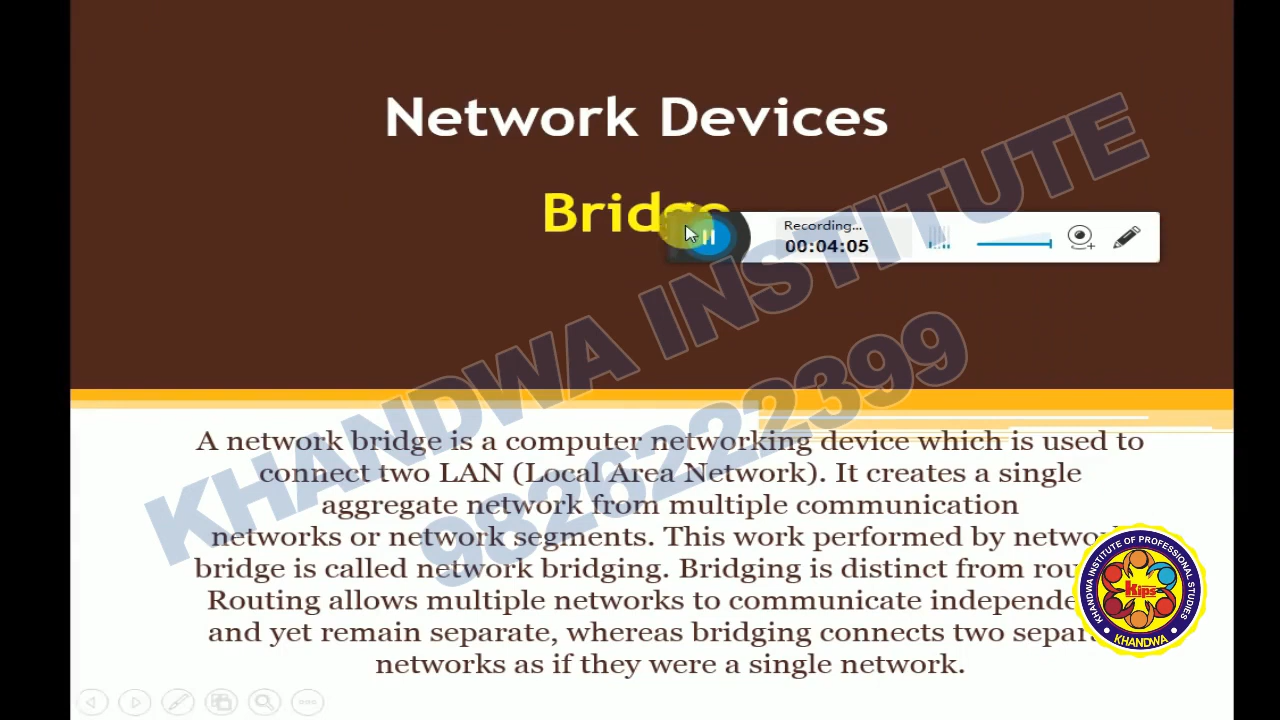 Network Devices
Bridge
Recording...
00:04:05
KHANDWA INSTITUTE
9826222399
A network bridge is a computer networking device which is used to
connect two LAN (Local Area Network). It creates a single
aggregate network from multiple communication
networks or network segments. This work performed by network
bridge is called network bridging. Bridging is distinct from
Routing allows multiple networks to communicate
and yet remain separate, whereas bridging connects two
networks as if they were a single network.
KHANDWA INSTITUTE OF PROFESSIONAL STUDIES
Kips
KHANDWA